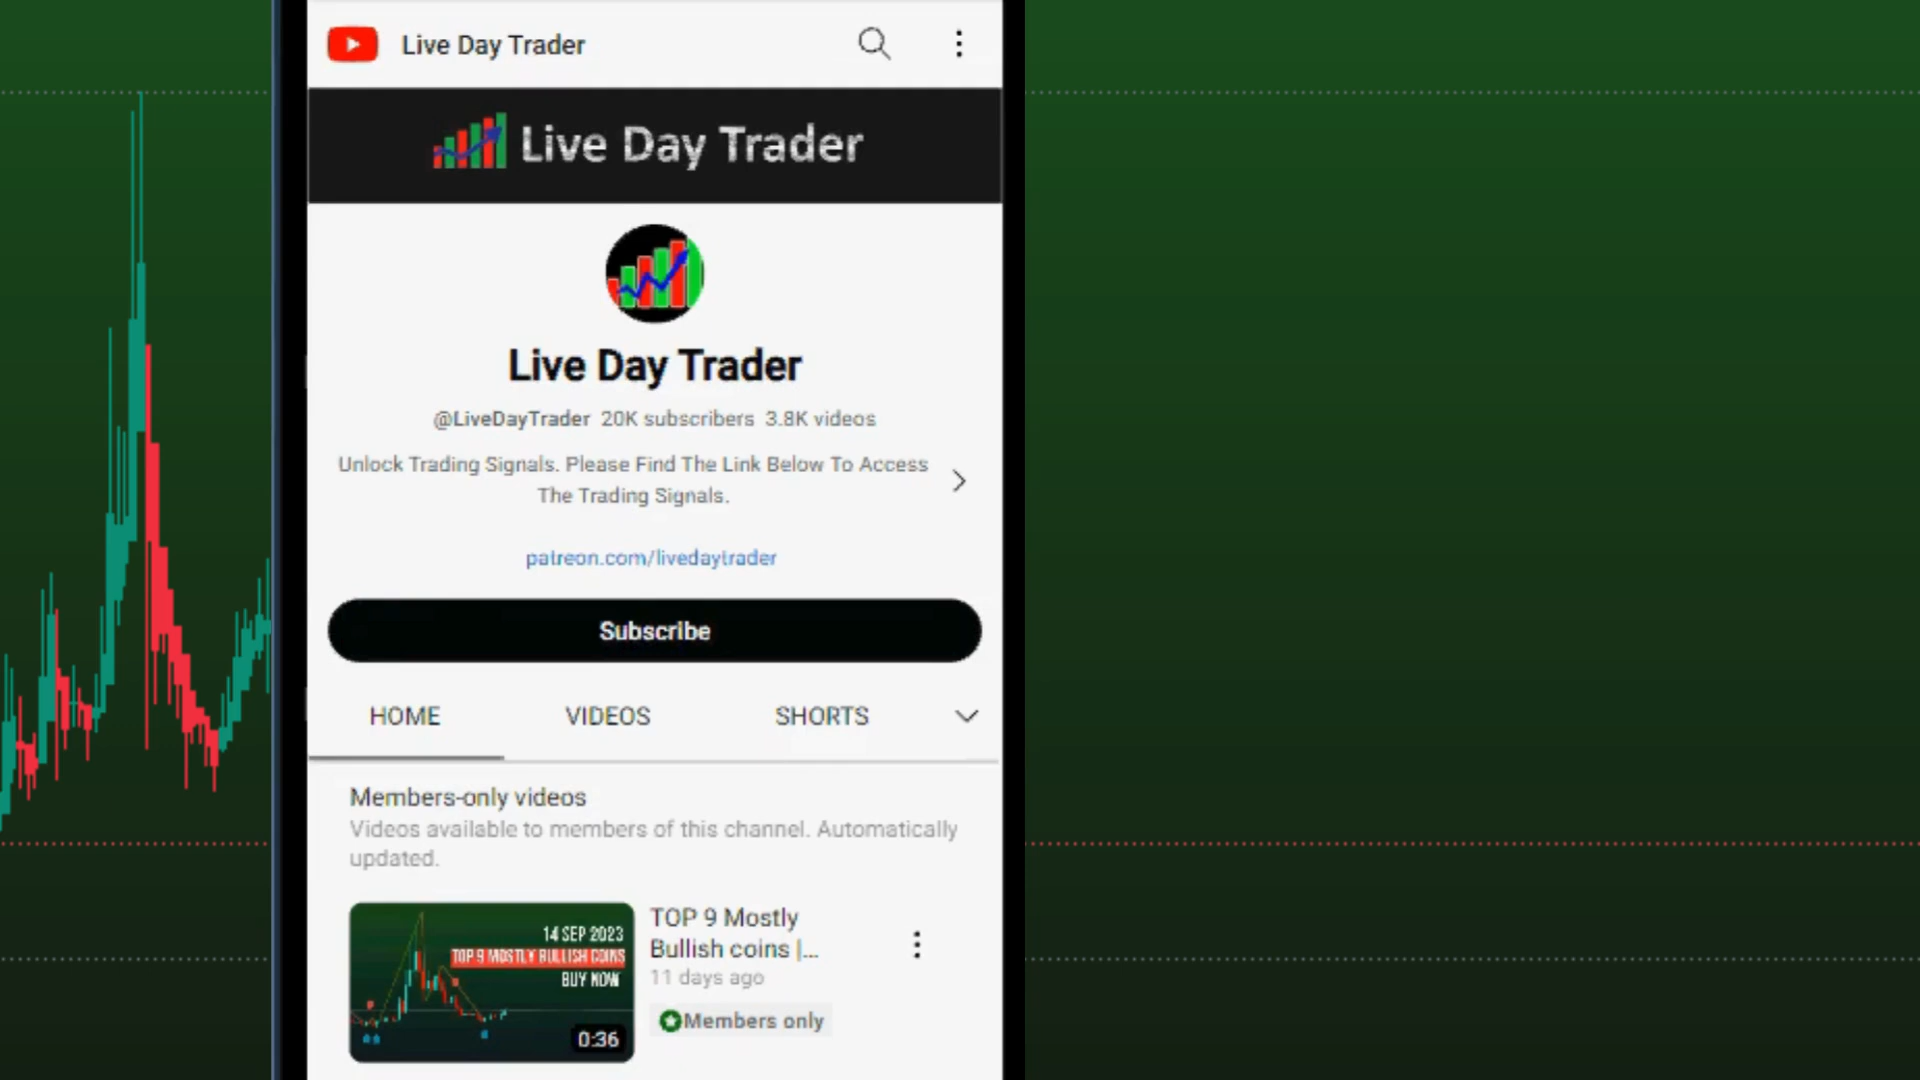 Live Day Trader
Live Day Trader
Live Day Trader
@LiveDayTrader 20K subscribers 3.8K videos
Unlock Trading Signals. Please Find The Link Below To Access
The Trading Signals.
patreon.com/livedaytrader
Subscribe
HOME VIDEOS SHORTS
Members-only videos
Videos available to members of this channel. Automatically
updated.
14 SEP 2023
TOP 9 MOSTLY BULLISH COINS
BUY NOW
0:36
TOP 9 Mostly
Bullish coins |...
11 days ago
Members only